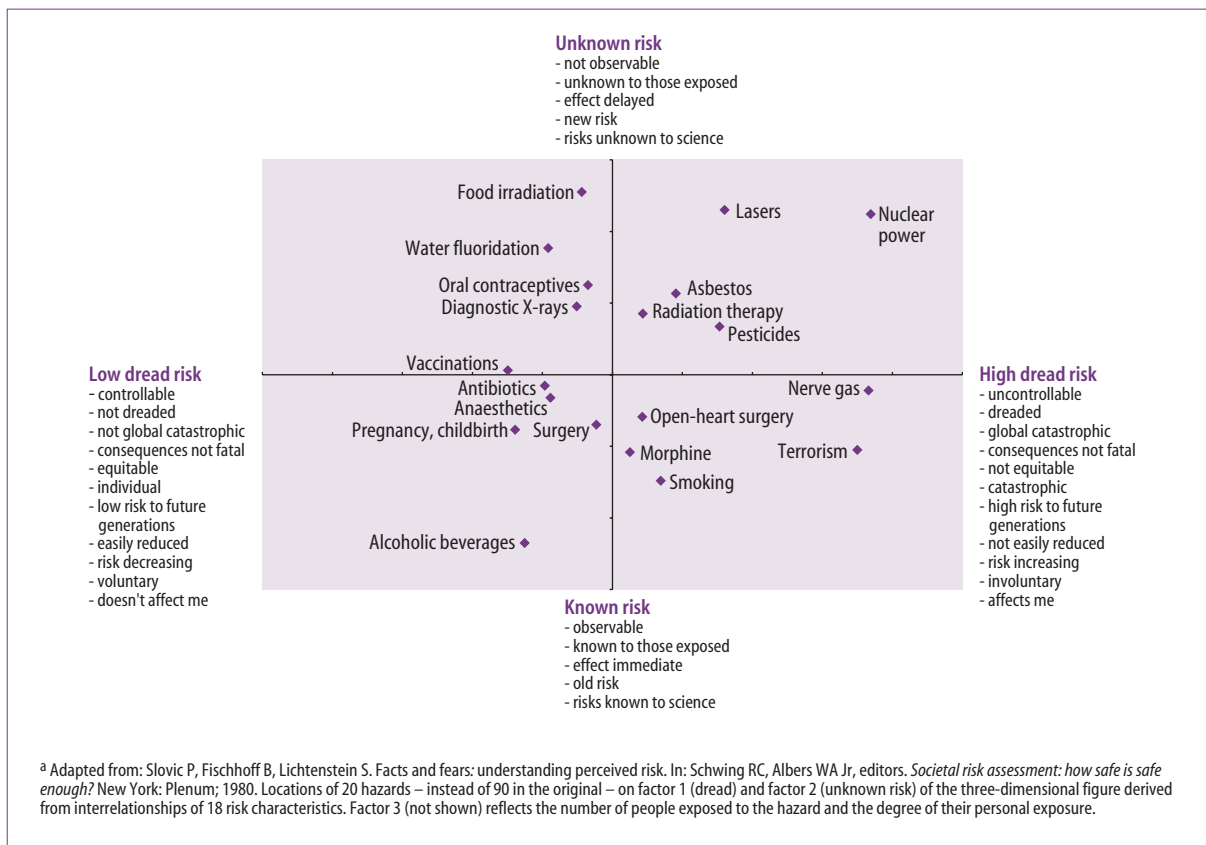 Unknown risk
- not observable
- unknown to those exposed
- effect delayed
- new risk
- risks unknown to science
Food irradiation
Lasers
Nuclear
power
Water fluoridation
Oral contraceptives
Asbestos
Diagnostic X-rays
Radiation therapy
Pesticides
Vaccinations
Low dread risk
- controllable
- not dreaded
- not global catastrophic
- consequences not fatal
- equitable
- individual
- low risk to future
generations
- easily reduced
- risk decreasing
- voluntary
- doesn't affect me
Antibiotics
Anaesthetics
Pregnancy, childbirth
Surgery
Nerve gas
Open-heart surgery
Morphine
Terrorism
Smoking
Alcoholic beverages
High dread risk
- uncontrollable
- dreaded
- global catastrophic
- consequences not fatal
- not equitable
- catastrophic
- high risk to future
generations
- not easily reduced
- risk increasing
- involuntary
- affects me
Known risk
- observable
- known to those exposed
- effect immediate
- old risk
- risks known to science
a Adapted from: Slovic P, Fischhoff B, Lichtenstein S. Facts and fears: understanding perceived risk. In: Schwing RC, Albers WA Jr, editors. Societal risk assessment: how safe is safe
enough? New York: Plenum; 1980. Locations of 20 hazards – instead of 90 in the original – on factor 1 (dread) and factor 2 (unknown risk) of the three-dimensional figure derived
from interrelationships of 18 risk characteristics. Factor 3 (not shown) reflects the number of people exposed to the hazard and the degree of their personal exposure.